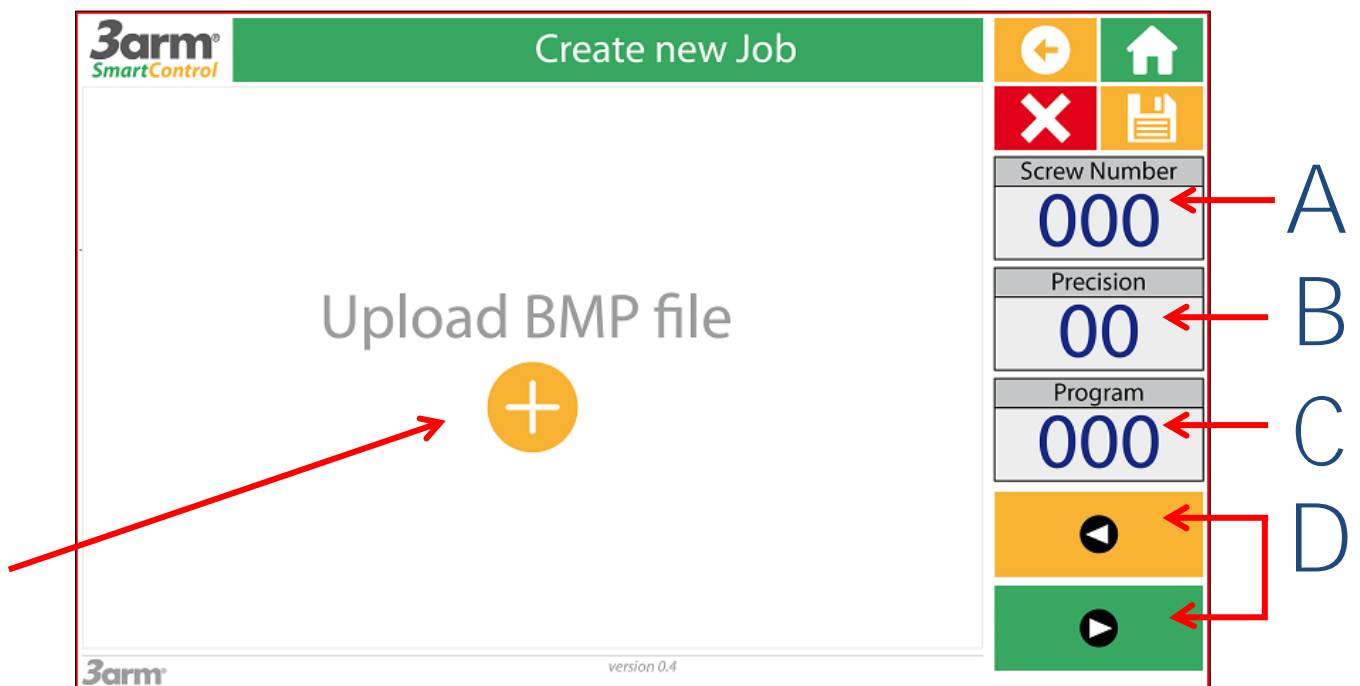 3arm®
SmartControl
Create new Job
Screw Number
000
A
Precision
00
B
Upload BMP file
Program
000
C
D
3arm®
version 0.4